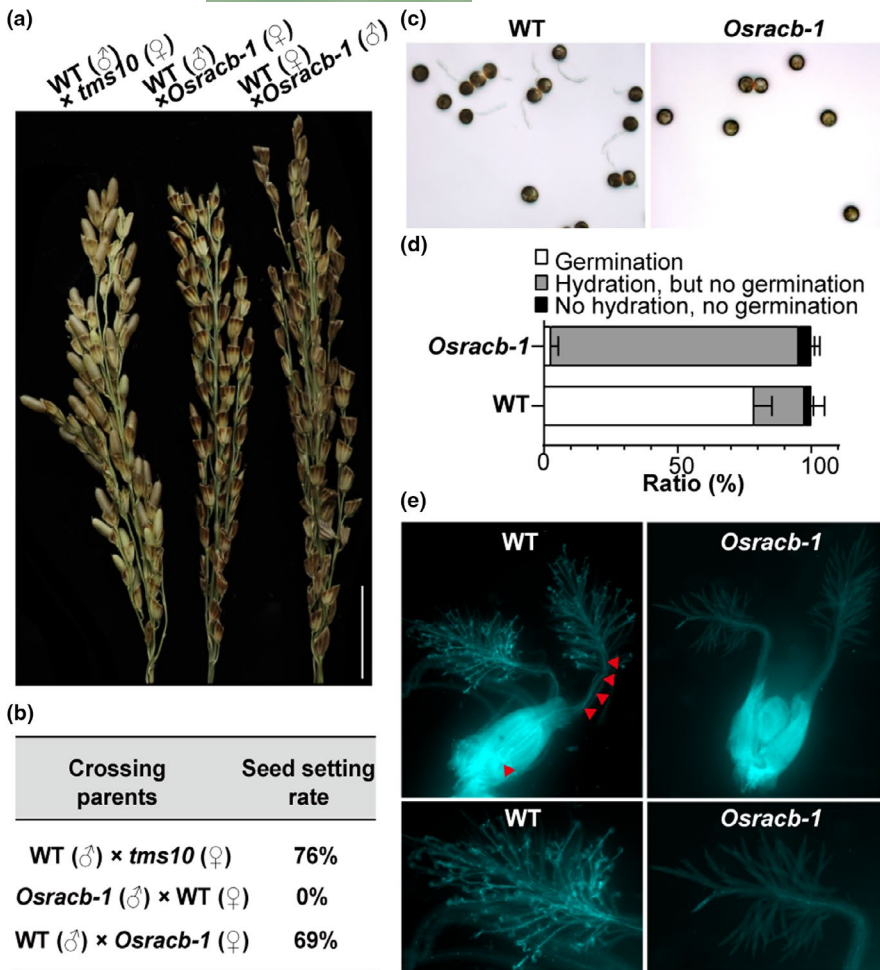 (a)
WT (♂)
× tms10 (♀)
WT (♂)
×Osracb-1 (♀)
WT (♀)
×Osracb-1 (♂)
(b)
Crossing parents
Seed setting rate
WT (♂) × tms10 (♀) 76%
Osracb-1 (♂) × WT (♀) 0%
WT (♂) × Osracb-1 (♀) 69%
(c)
WT Osracb-1
(d)
Germination
Hydration, but no germination
No hydration, no germination
Osracb-1
WT
0 50 100
Ratio (%)
(e)
WT Osracb-1
WT Osracb-1